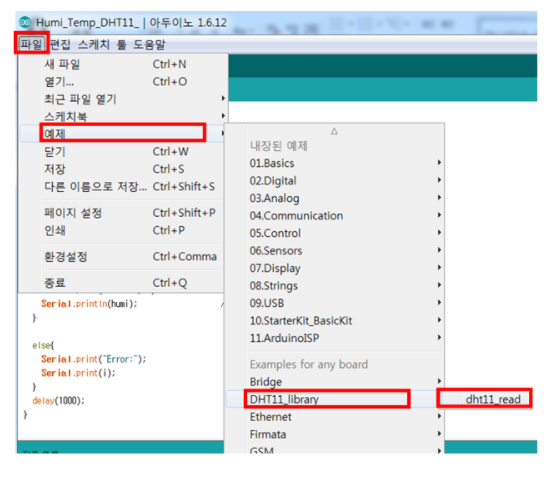 Humi_Temp_DHT11_ | 아두이노 1.6.12
파일 편집 스케치 툴 도움말
새 파일 Ctrl+N
열기... Ctrl+O
최근 파일 열기
스케치북
예제
닫기 Ctrl+W
저장 Ctrl+S
다른 이름으로 저장... Ctrl+Shift+S
페이지 설정 Ctrl+Shift+P
인쇄 Ctrl+P
환경설정 Ctrl+Comma
종료 Ctrl+Q
내장된 예제
01.Basics
02.Digital
03.Analog
04.Communication
05.Control
06.Sensors
07.Display
08.Strings
09.USB
10.StarterKit_BasicKit
11.ArduinoISP
Examples for any board
Bridge
DHT11_library
dht11_read
Ethernet
Firmata
GSM
Serial.println(humi); /
}
else{
Serial.print("Error:");
Serial.print(i);
}
delay(1000);
}